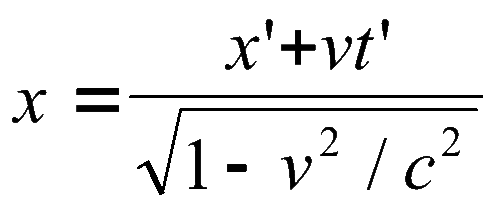 x = (x'+vt') / √(1- v² / c²)